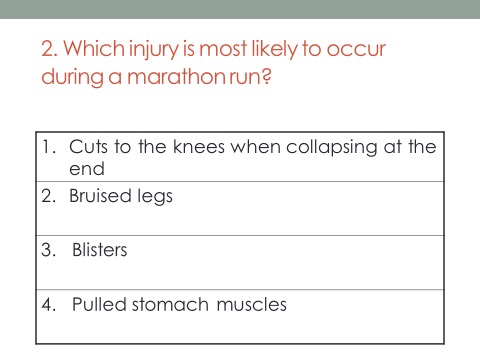 2. Which injury is most likely to occur
during a marathon run?
1. Cuts to the knees when collapsing at the
end
2. Bruised legs
3. Blisters
4. Pulled stomach muscles